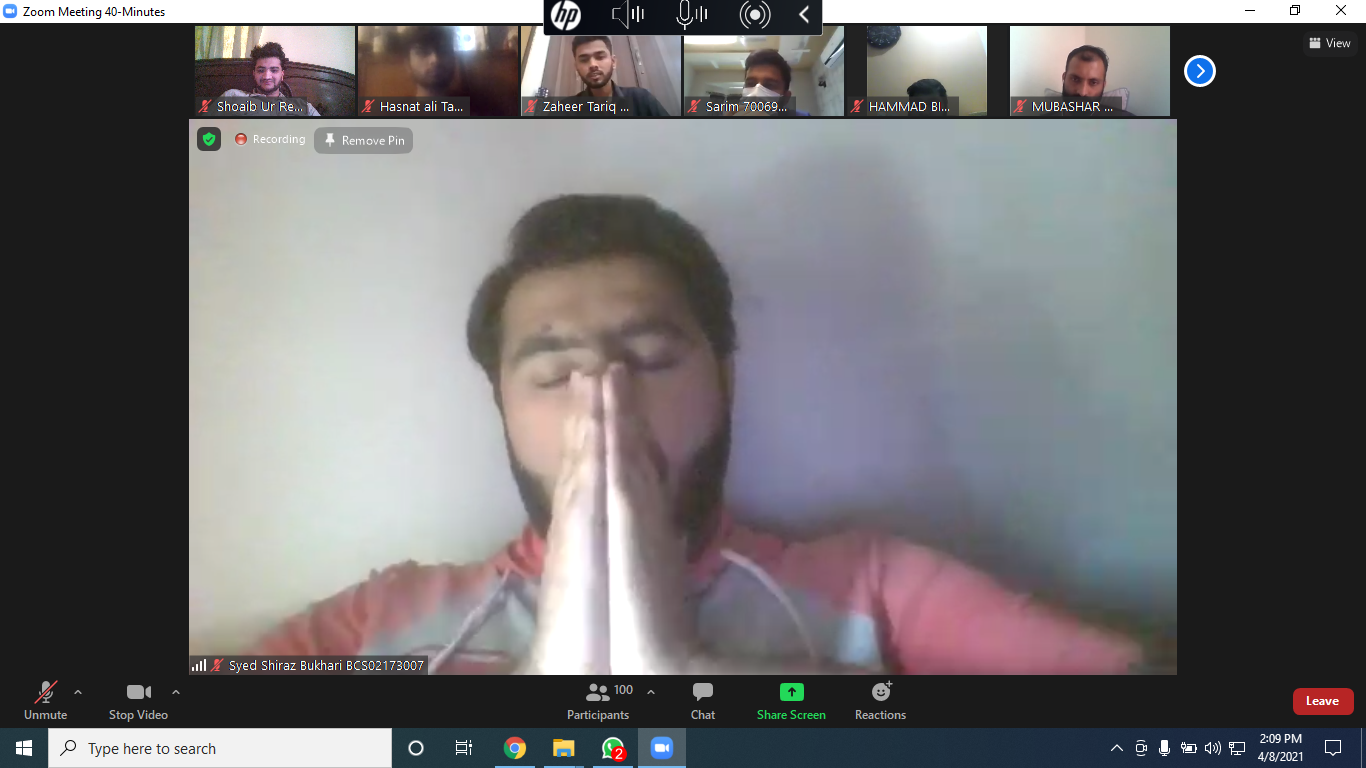 Zoom Meeting 40-Minutes
hp
View
Shoaib Ur Re...
Hasnat ali Ta...
Zaheer Tariq ...
Sarim 70069...
HAMMAD BI...
MUBASHAR ...
Recording
Remove Pin
Syed Shiraz Bukhari BCS02173007
Unmute
Stop Video
100
Participants
Chat
Share Screen
Reactions
Leave
Type here to search
2
2:09 PM
4/8/2021